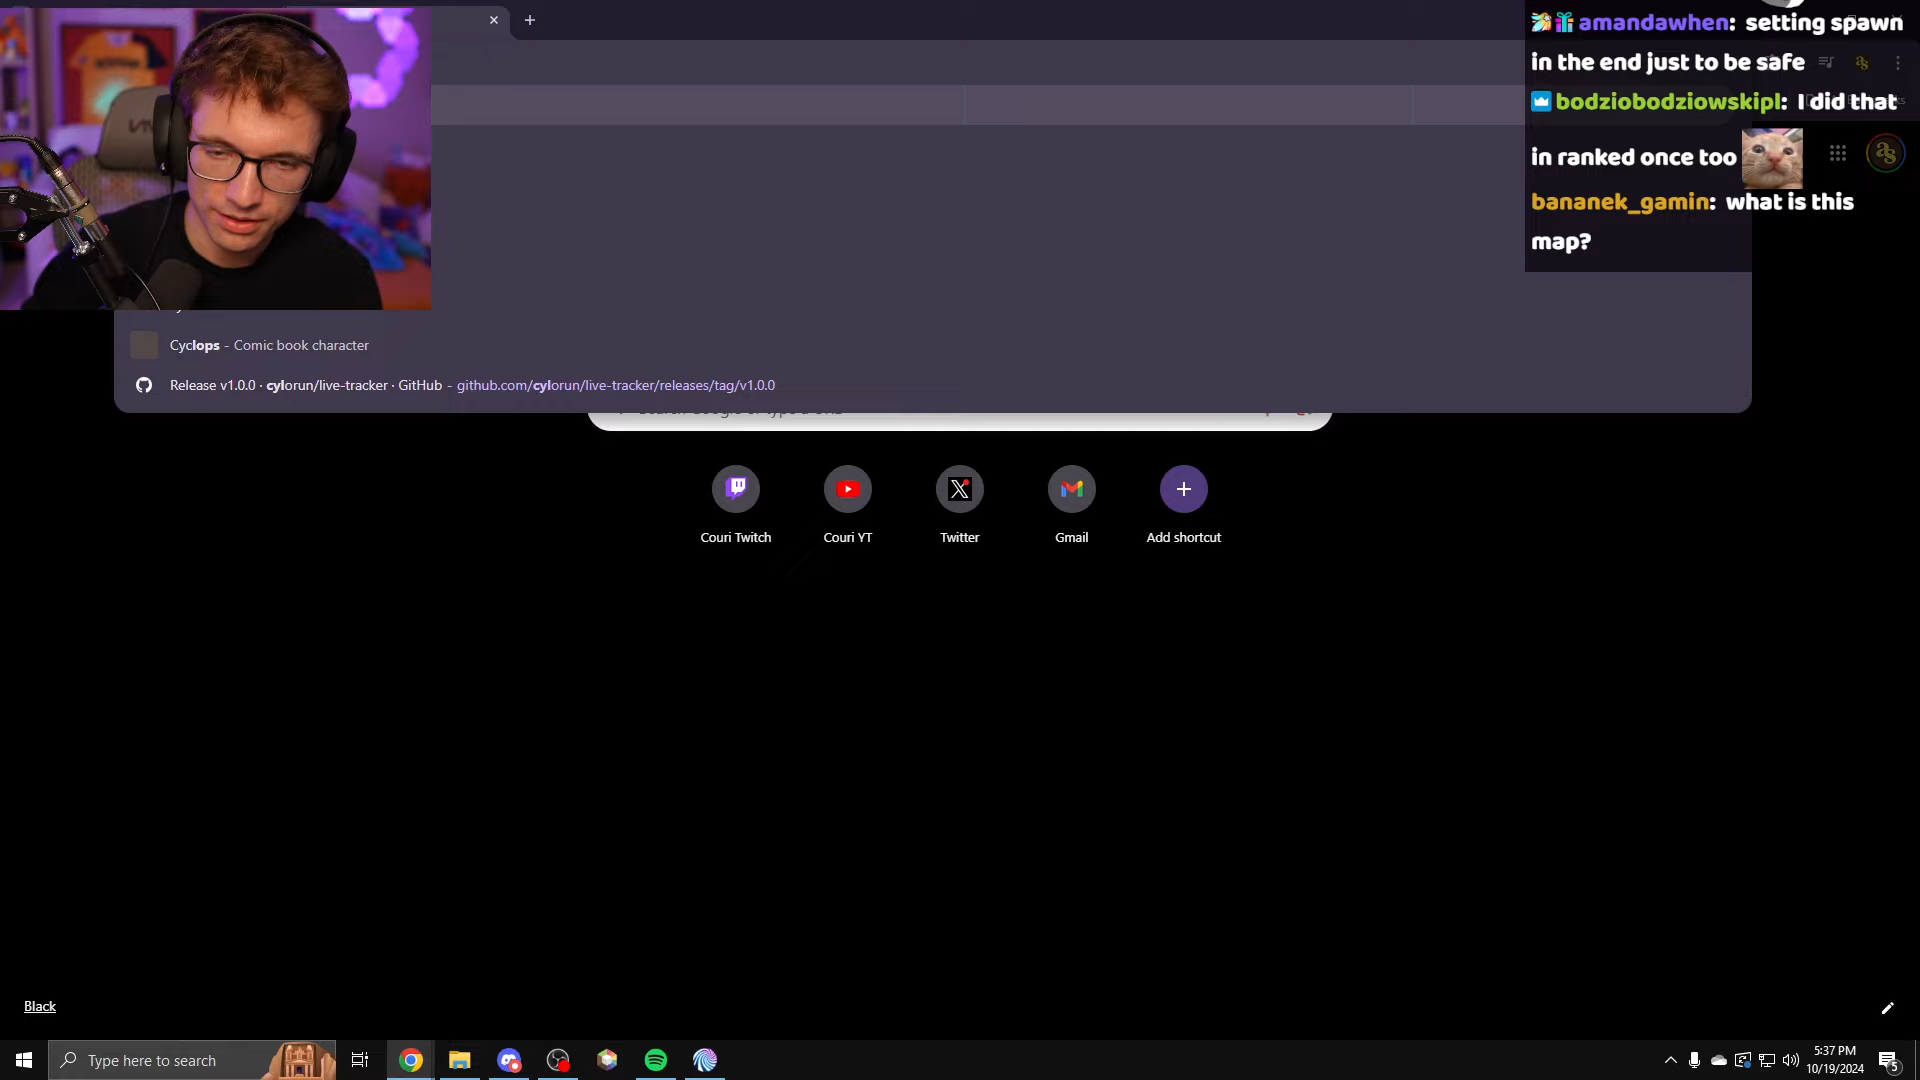 amandawhen: setting spawn
in the end just to be safe
bodziobodziowskipl: I did that
in ranked once too
bananek_gamin: what is this
map?
Cyclops - Comic book character
Release v1.0.0 · cylorun/live-tracker · GitHub - github.com/cylorun/live-tracker/releases/tag/v1.0.0
Couri Twitch
Couri YT
Twitter
Gmail
Add shortcut
Black
Type here to search
5:37 PM
10/19/2024
5